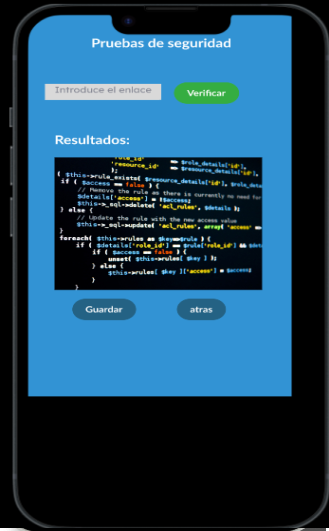 Pruebas de seguridad
Introduce el enlace
Verificar
Resultados:
'role_id' => $role_details['id'],
'resource_id' => $resource_details['id'],
);
( $this->rule_exists( $resource_details['id'], $role_deta
if ( $access == false ) {
// Remove the rule as there is currently no need for
$details['access'] = !$access;
$this->_sql->delete( 'acl_rules', $details );
} else {
// Update the rule with the new access value
$this->_sql->update( 'acl_rules', array( 'access' =>
}
foreach( $this->rules as $key=>$rule ) {
if ( $details['role_id'] == $rule['role_id'] && $det
if ( $access == false ) {
unset( $this->rules[ $key ] );
} else {
$this->rules[ $key ]['access'] = $access;
}
}
Guardar
atras